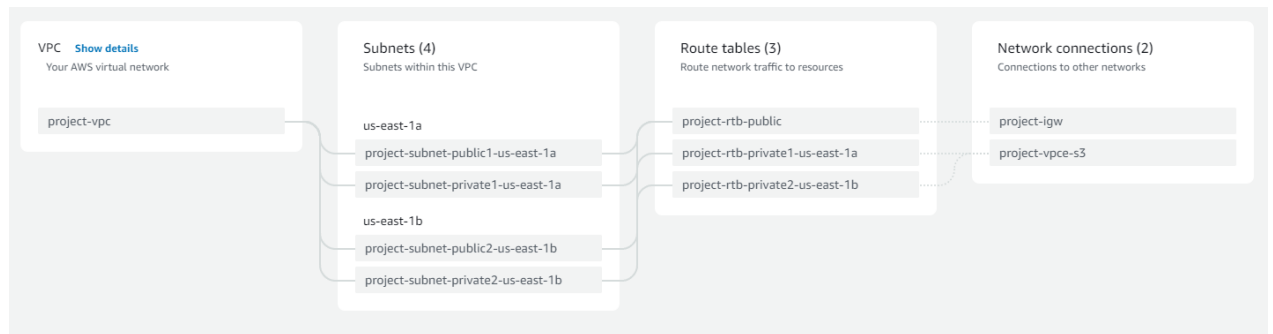 VPC Show details
Your AWS virtual network
project-vpc
Subnets (4)
Subnets within this VPC
us-east-1a
project-subnet-public1-us-east-1a
project-subnet-private1-us-east-1a
us-east-1b
project-subnet-public2-us-east-1b
project-subnet-private2-us-east-1b
Route tables (3)
Route network traffic to resources
project-rtb-public
project-rtb-private1-us-east-1a
project-rtb-private2-us-east-1b
Network connections (2)
Connections to other networks
project-igw
project-vpce-s3